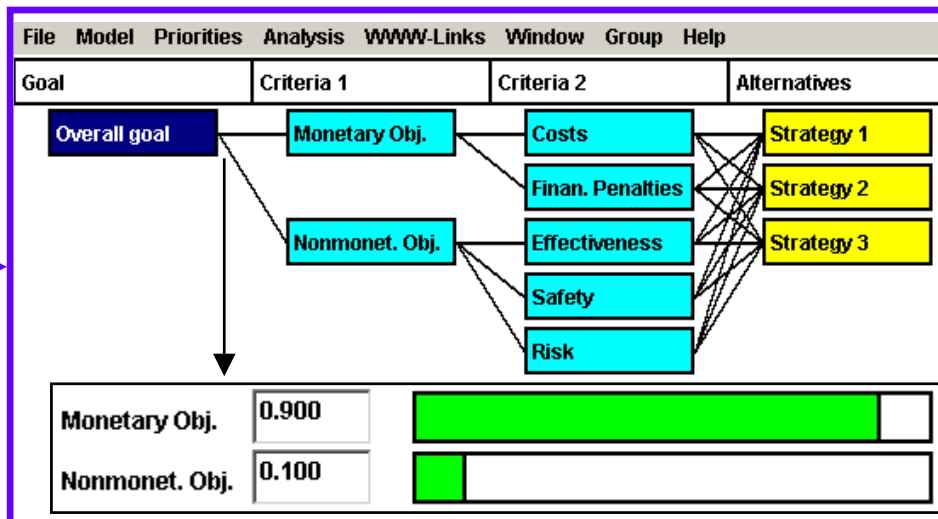 File Model Priorities Analysis WWW-Links Window Group Help
Goal Criteria 1 Criteria 2 Alternatives
Overall goal Monetary Obj. Costs Strategy 1
Finan. Penalties Strategy 2
Nonmonet. Obj. Effectiveness Strategy 3
Safety
Risk
Monetary Obj. 0.900
Nonmonet. Obj. 0.100